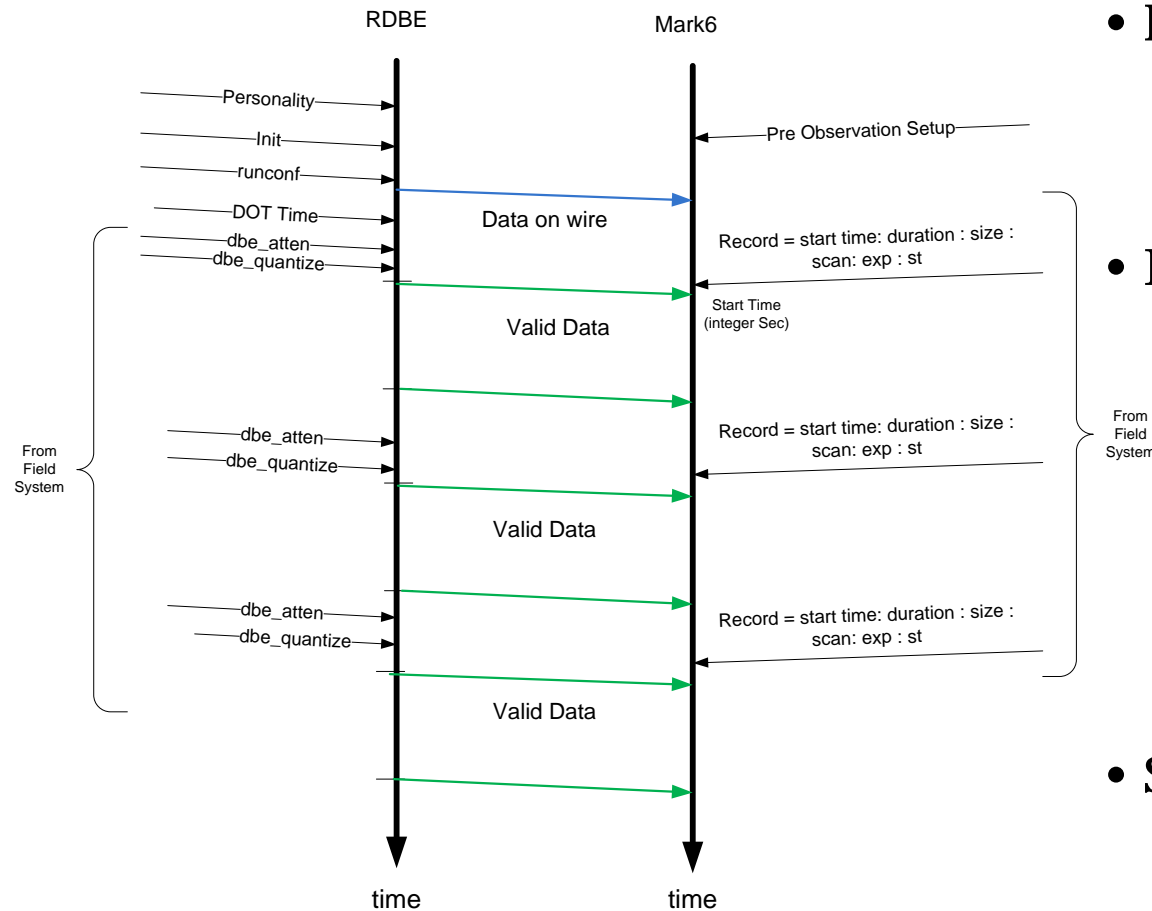 RDBE
Mark6
Personality
Init
Pre Observation Setup
runconf
Data on wire
DOT Time
dbe_atten
dbe_quantize
Record = start time: duration : size :
scan: exp : st
Start Time
(integer Sec)
Valid Data
dbe_atten
dbe_quantize
Record = start time: duration : size :
scan: exp : st
From
Field
System
From
Field
System
Valid Data
dbe_atten
dbe_quantize
Record = start time: duration : size :
scan: exp : st
Valid Data
time
time